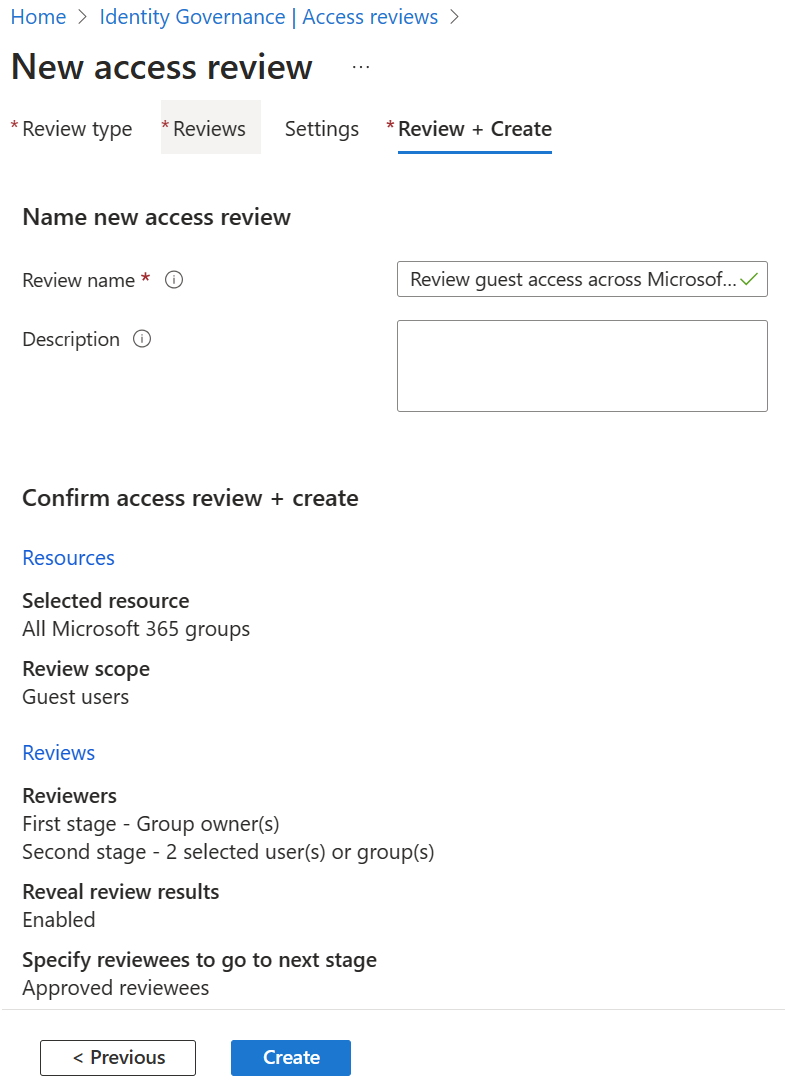 Home > Identity Governance | Access reviews >
New access review ...
* Review type * Reviews Settings * Review + Create
Name new access review
Review name * Review guest access across Microsof...
Description
Confirm access review + create
Resources
Selected resource
All Microsoft 365 groups
Review scope
Guest users
Reviews
Reviewers
First stage - Group owner(s)
Second stage - 2 selected user(s) or group(s)
Reveal review results
Enabled
Specify reviewees to go to next stage
Approved reviewees
< Previous Create